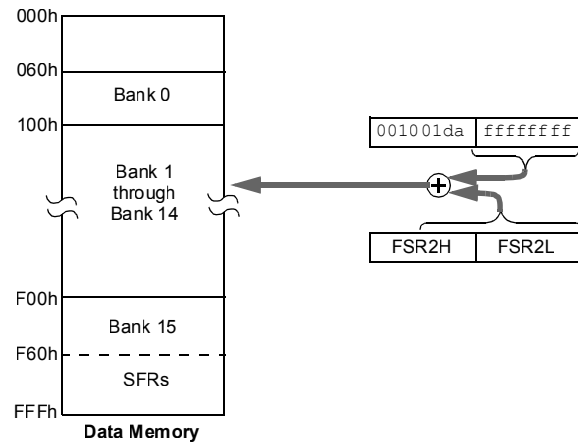 000h
060h
Bank 0
100h
001001da ffffffff
Bank 1
through
Bank 14
FSR2H FSR2L
F00h
Bank 15
F60h
SFRs
FFFh
Data Memory